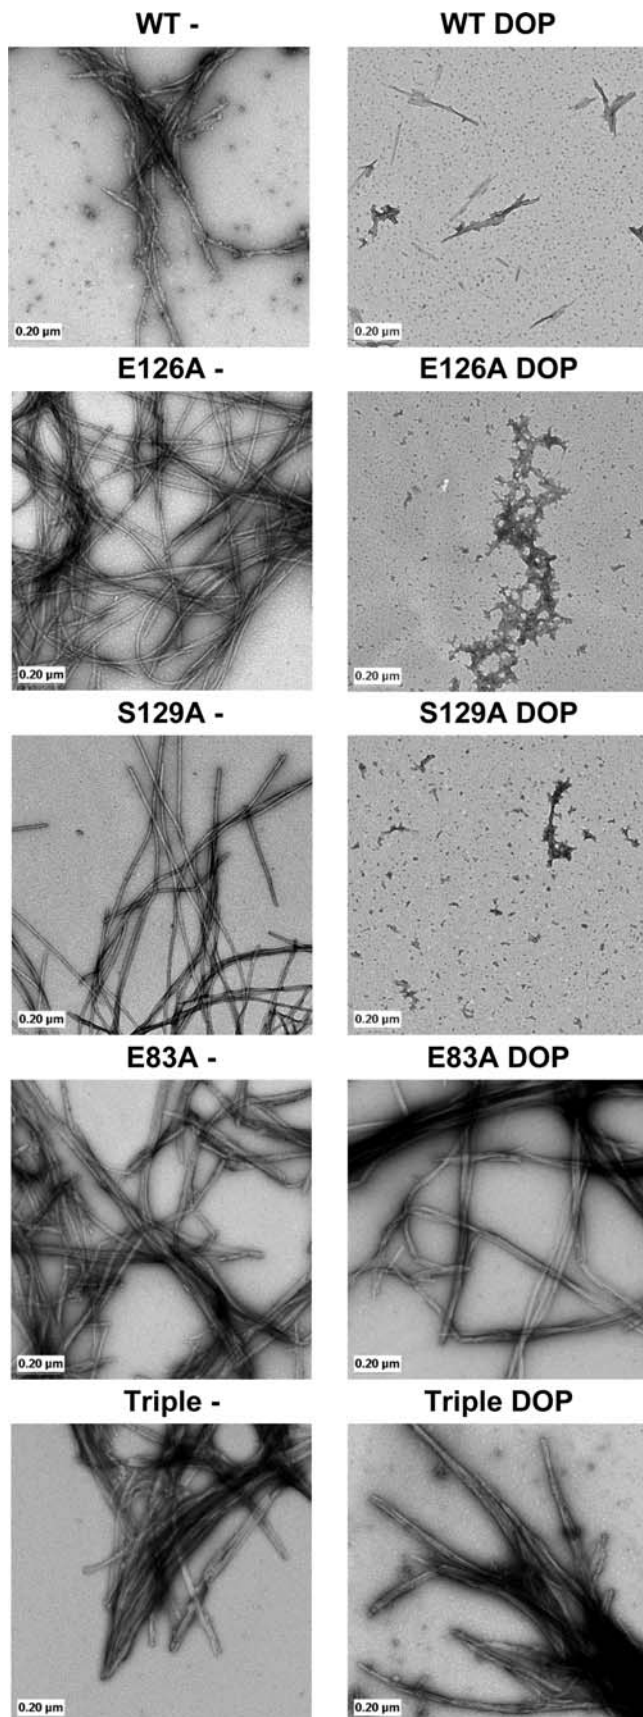 WT -
WT DOP
0.20 µm
0.20 µm
E126A -
E126A DOP
0.20 µm
0.20 µm
S129A -
S129A DOP
0.20 µm
0.20 µm
E83A -
E83A DOP
0.20 µm
0.20 µm
Triple -
Triple DOP
0.20 µm
0.20 µm